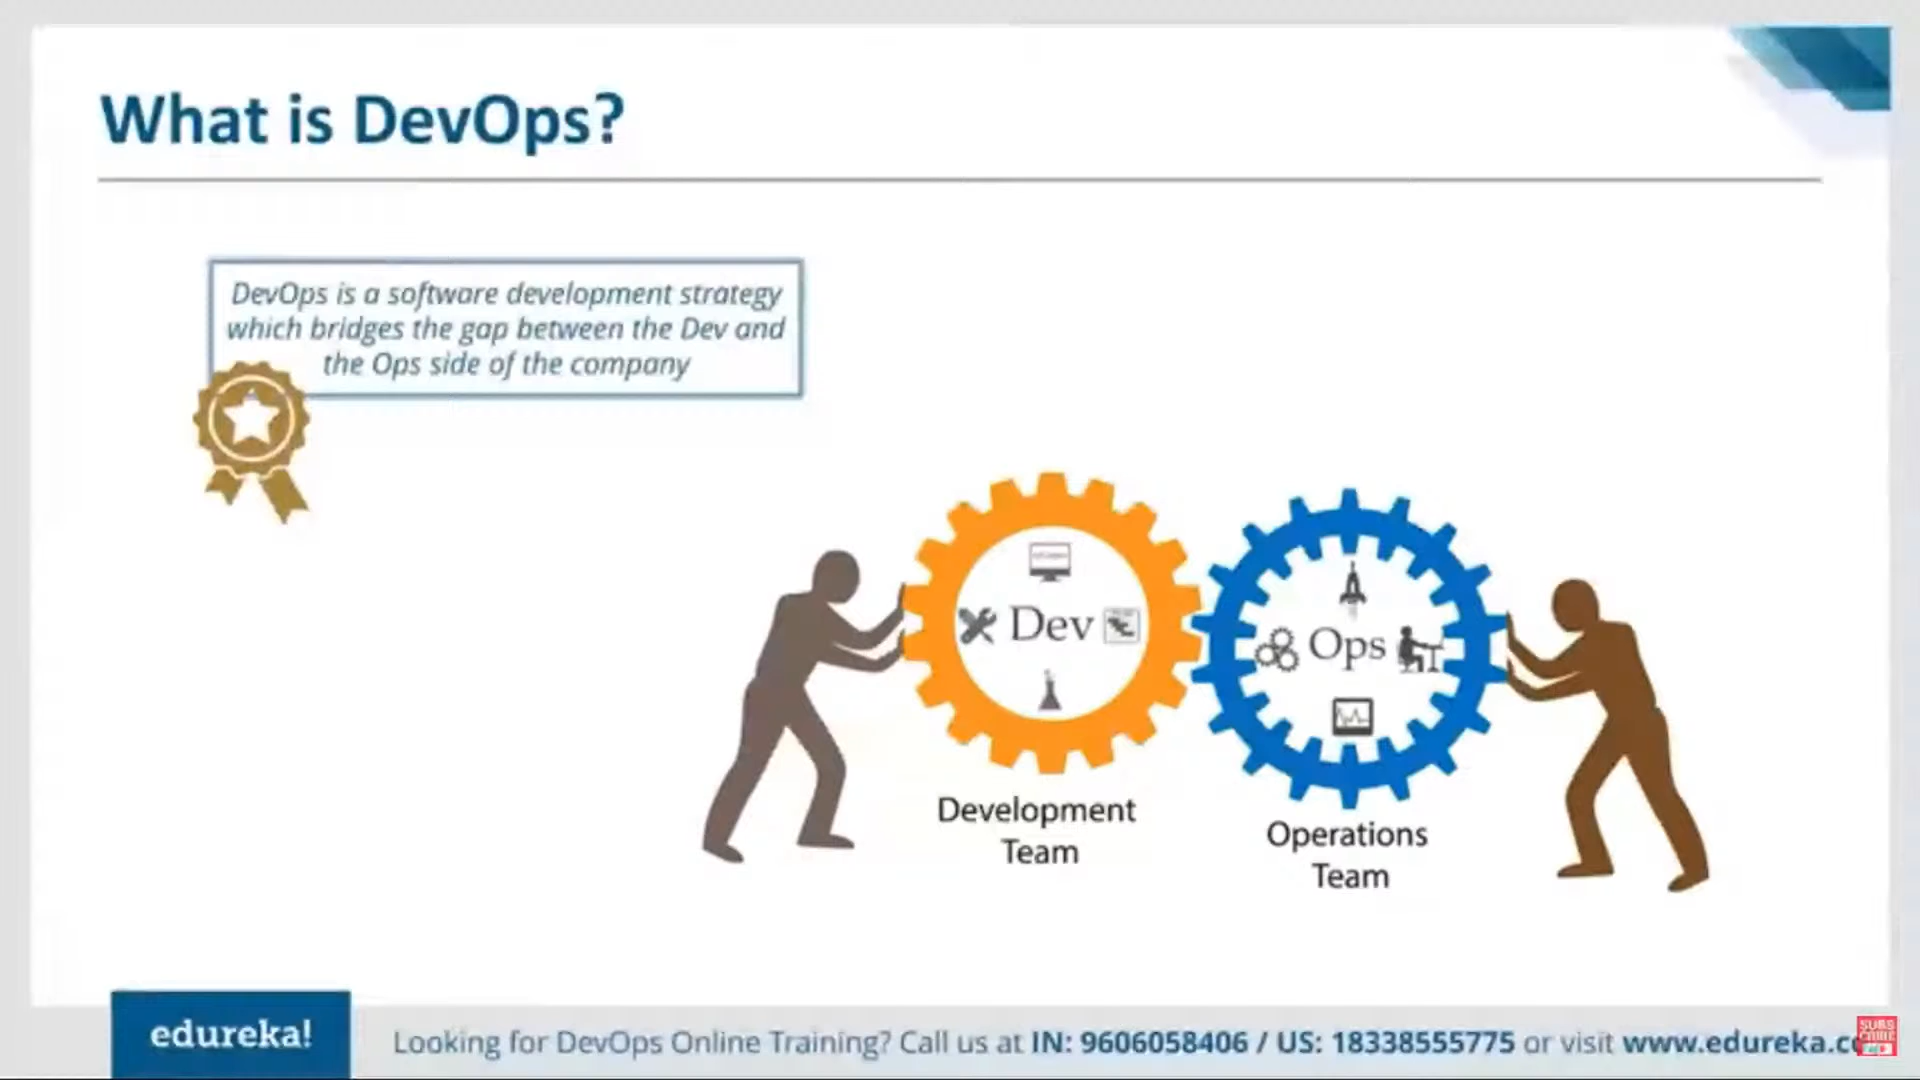 What is DevOps?
DevOps is a software development strategy
which bridges the gap between the Dev and
the Ops side of the company
Dev
Ops
Development
Team
Operations
Team
edureka!
Looking for DevOps Online Training? Call us at IN: 9606058406 / US: 18338555775 or visit www.edureka.c
SUBS
CRIBE